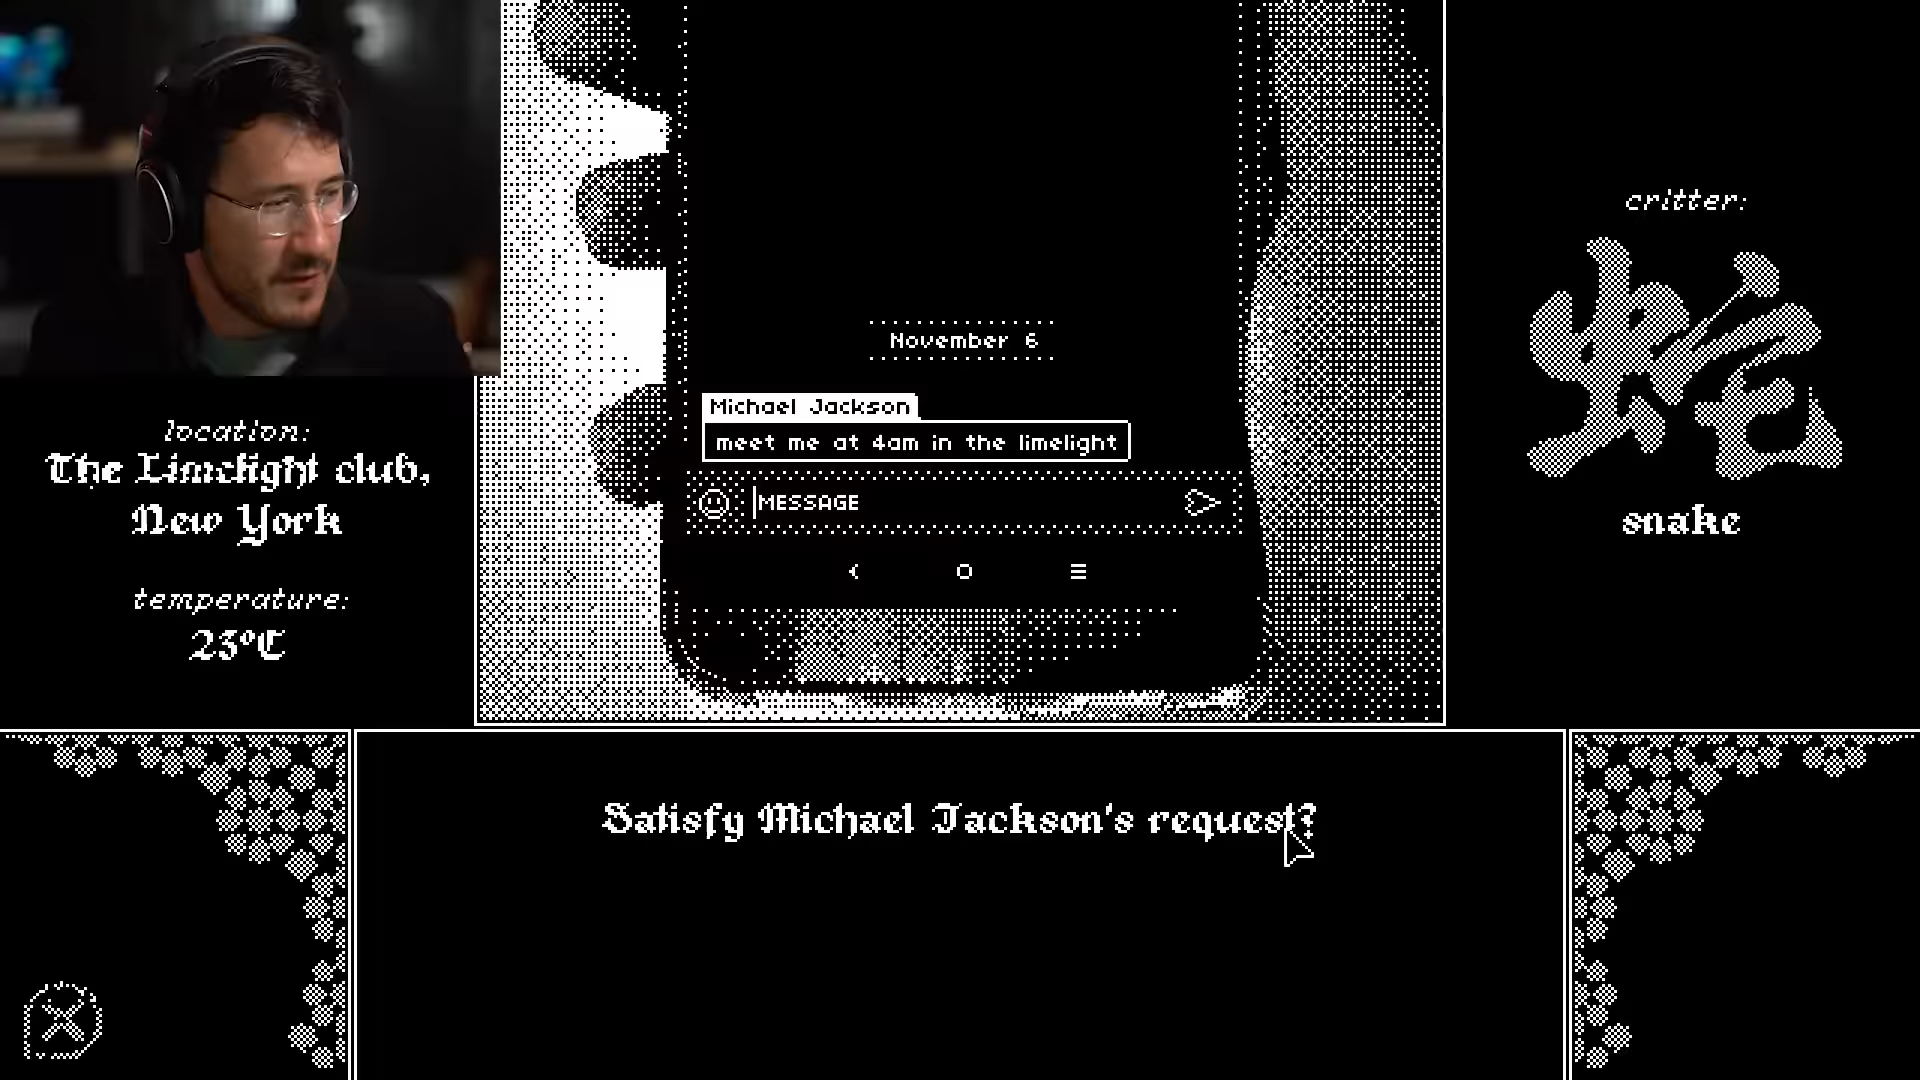 location:
The Limelight club,
New York
temperature:
23°C
November 6
Michael Jackson
meet me at 4am in the limelight
MESSAGE
critter:
蛇
snake
Satisfy Michael Jackson's request?